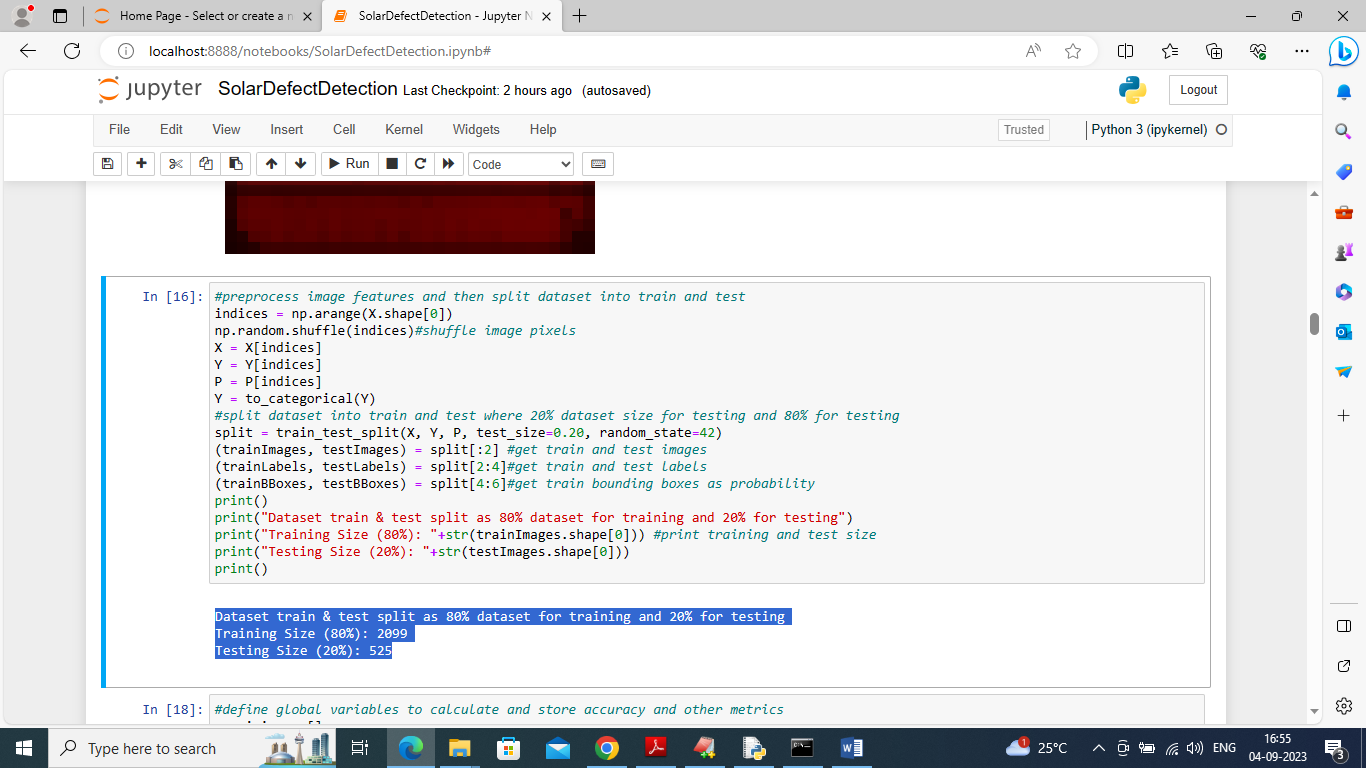 Home Page - Select or create a n
SolarDefectDetection - Jupyter N
localhost:8888/notebooks/SolarDefectDetection.ipynb#
jupyter SolarDefectDetection Last Checkpoint: 2 hours ago (autosaved)
Logout
File Edit View Insert Cell Kernel Widgets Help
Trusted
Python 3 (ipykernel)
Run
Code
In [16]:
#preprocess image features and then split dataset into train and test
indices = np.arange(X.shape[0])
np.random.shuffle(indices)#shuffle image pixels
X = X[indices]
Y = Y[indices]
P = P[indices]
Y = to_categorical(Y)
#split dataset into train and test where 20% dataset size for testing and 80% for testing
split = train_test_split(X, Y, P, test_size=0.20, random_state=42)
(trainImages, testImages) = split[:2] #get train and test images
(trainLabels, testLabels) = split[2:4]#get train and test labels
(trainBBoxes, testBBoxes) = split[4:6]#get train bounding boxes as probability
print()
print("Dataset train & test split as 80% dataset for training and 20% for testing")
print("Training Size (80%): "+str(trainImages.shape[0])) #print training and test size
print("Testing Size (20%): "+str(testImages.shape[0]))
print()
Dataset train & test split as 80% dataset for training and 20% for testing
Training Size (80%): 2099
Testing Size (20%): 525
In [18]:
#define global variables to calculate and store accuracy and other metrics
Type here to search
1
25°C
ENG
16:55
04-09-2023
3